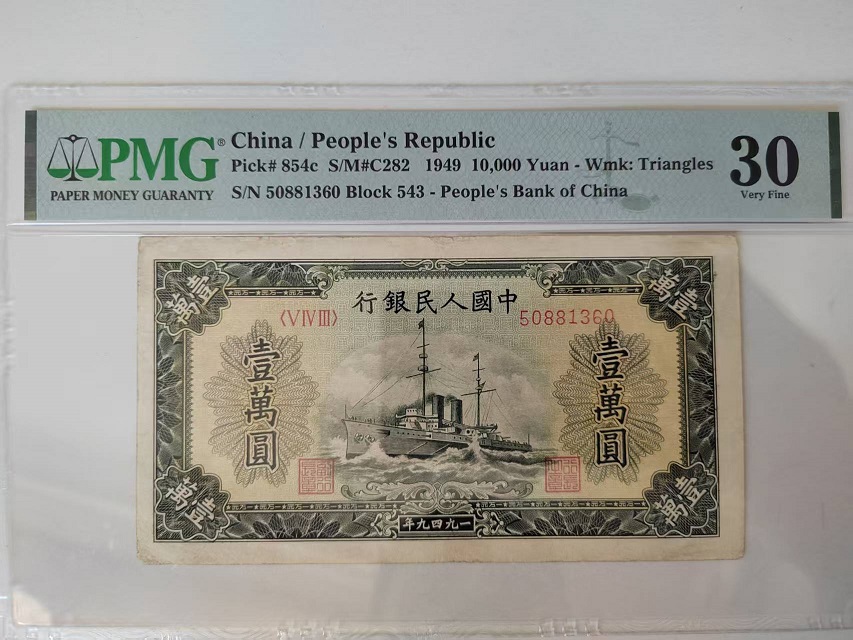 PMG®
PAPER MONEY GUARANTY
China / People's Republic
Pick# 854c S/M#C282 1949 10,000 Yuan - Wmk: Triangles
S/N 50881360 Block 543 - People's Bank of China
30
Very Fine
壹萬
壹萬
中國人民銀行
〈VIVIII〉
50881360
壹萬圓
壹萬圓
壹萬
壹萬
一九四九年